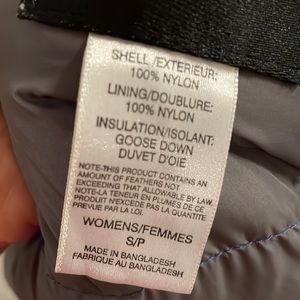 SHELL /EXTERIEUR:
100% NYLON
LINING/DOUBLURE:
100% NYLON
INSULATION/ISOLANT:
GOOSE DOWN
DUVET D'OIE
NOTE-THIS PRODUCT CONTAINS AN
AMOUNT OF FEATHERS NOT
EXCEEDING THAT ALLOWABLE BY LAW
NOTE-LA TENEUR EN PLUMES DE CE
PRODUIT N'EXCEDE PAS LA QUANTITE
PREVUE PAR LA LOI
WOMENS/FEMMES
S/P
MADE IN BANGLADESH
FABRIQUE AU BANGLADESH